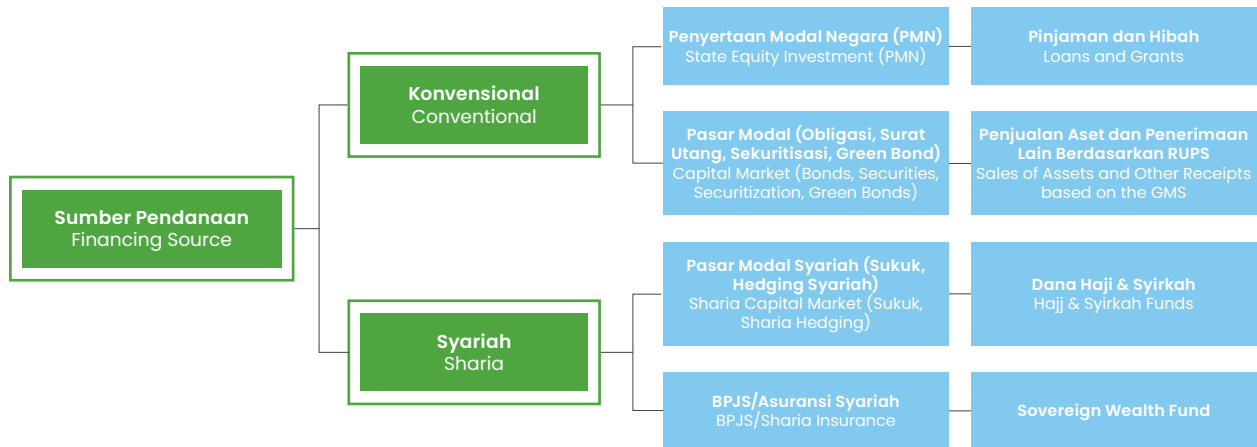 Sumber Pendanaan
Financing Source
Konvensional
Conventional
Penyertaan Modal Negara (PMN)
State Equity Investment (PMN)
Pinjaman dan Hibah
Loans and Grants
Pasar Modal (Obligasi, Surat
Utang, Sekuritisasi, Green Bond)
Capital Market (Bonds, Securities,
Securitization, Green Bonds)
Penjualan Aset dan Penerimaan
Lain Berdasarkan RUPS
Sales of Assets and Other Receipts
based on the GMS
Syariah
Sharia
Pasar Modal Syariah (Sukuk,
Hedging Syariah)
Sharia Capital Market (Sukuk,
Sharia Hedging)
Dana Haji & Syirkah
Hajj & Syirkah Funds
BPJS/Asuransi Syariah
BPJS/Sharia Insurance
Sovereign Wealth Fund